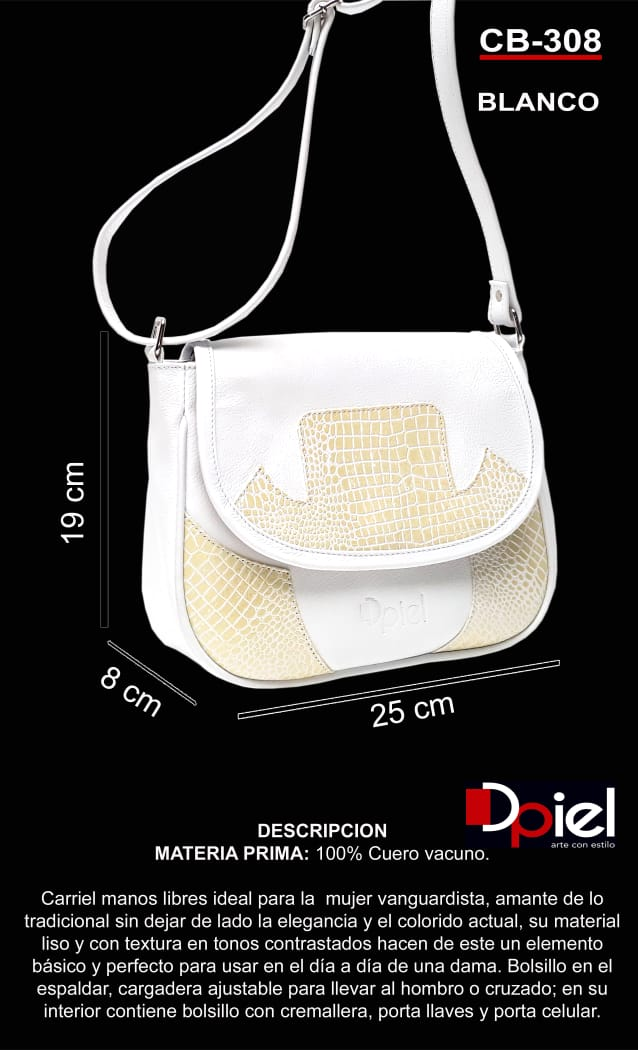 CB-308
BLANCO
19 cm
8 cm
25 cm
Dpiel
Dpiel
arte con estilo
DESCRIPCION
MATERIA PRIMA: 100% Cuero vacuno.
Carriel manos libres ideal para la  mujer vanguardista, amante de lo
tradicional sin dejar de lado la elegancia y el colorido actual, su material
liso y con textura en tonos contrastados hacen de este un elemento
básico y perfecto para usar en el día a día de una dama. Bolsillo en el
espaldar, cargadera ajustable para llevar al hombro o cruzado; en su
interior contiene bolsillo con cremallera, porta llaves y porta celular.